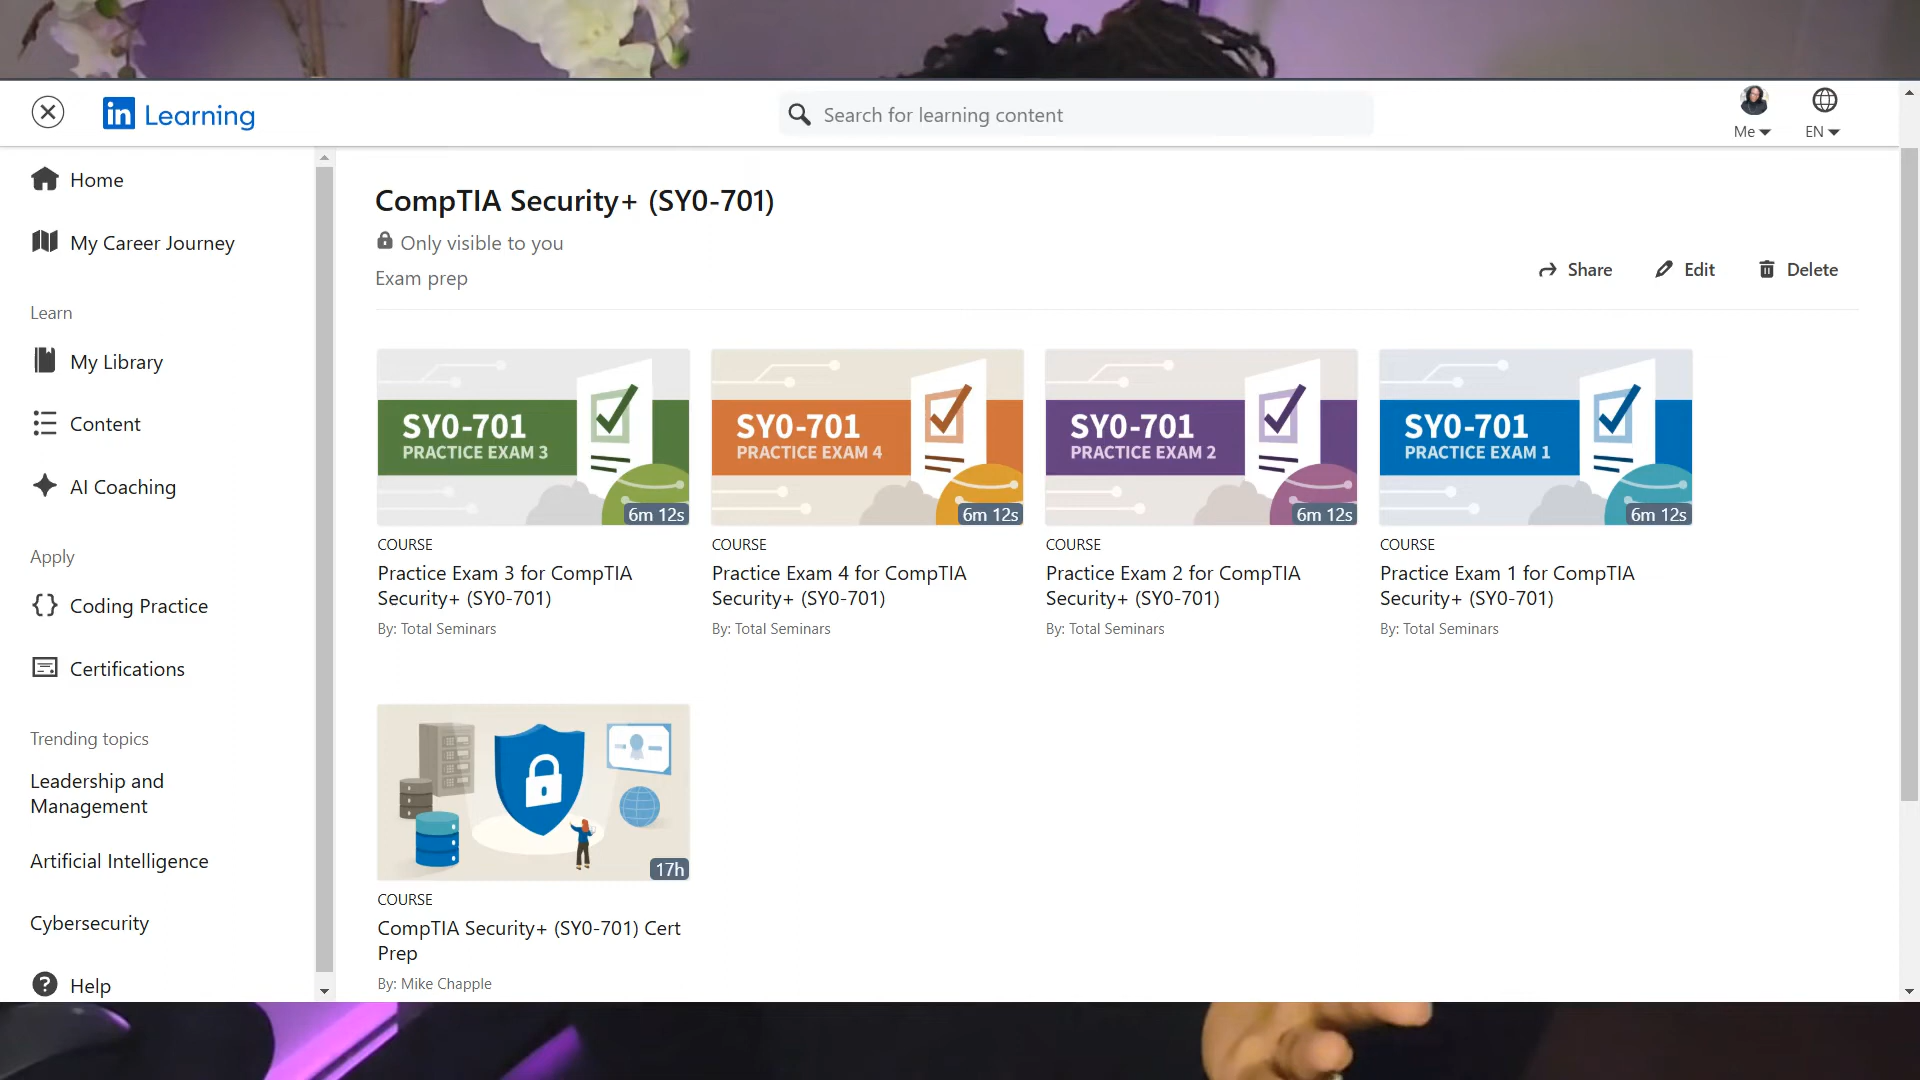 in Learning
Search for learning content
Me
EN
Home
My Career Journey
Learn
My Library
Content
AI Coaching
Apply
Coding Practice
Certifications
Trending topics
Leadership and
Management
Artificial Intelligence
Cybersecurity
Help
CompTIA Security+ (SY0-701)
Only visible to you
Exam prep
Share
Edit
Delete
SY0-701
PRACTICE EXAM 3
6m 12s
COURSE
Practice Exam 3 for CompTIA
Security+ (SY0-701)
By: Total Seminars
SY0-701
PRACTICE EXAM 4
6m 12s
COURSE
Practice Exam 4 for CompTIA
Security+ (SY0-701)
By: Total Seminars
SY0-701
PRACTICE EXAM 2
6m 12s
COURSE
Practice Exam 2 for CompTIA
Security+ (SY0-701)
By: Total Seminars
SY0-701
PRACTICE EXAM 1
6m 12s
COURSE
Practice Exam 1 for CompTIA
Security+ (SY0-701)
By: Total Seminars
17h
COURSE
CompTIA Security+ (SY0-701) Cert
Prep
By: Mike Chapple